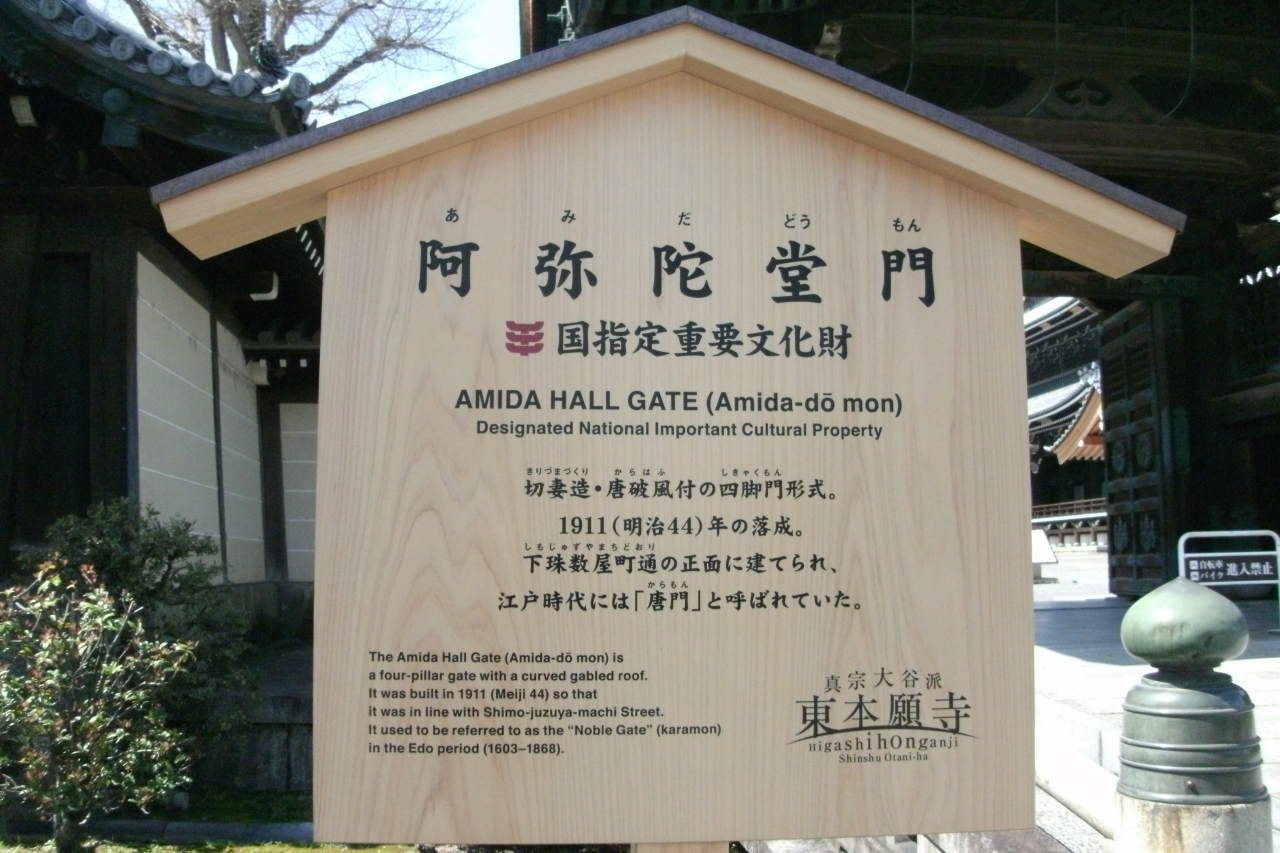 あ み だ どう もん
阿弥陀堂門
国指定重要文化財
AMIDA HALL GATE (Amida-dō mon)
Designated National Important Cultural Property
きりづまづくり からはふ しきゃくもん
切妻造・唐破風付の四脚門形式。
1911(明治44)年の落成。
しもじゅずやまちどおり
下珠数屋町通の正面に建てられ、
からもん
江戸時代には「唐門」と呼ばれていた。
The Amida Hall Gate (Amida-dō mon) is
a four-pillar gate with a curved gabled roof.
It was built in 1911 (Meiji 44) so that
it was in line with Shimo-juzuya-machi Street.
It used to be referred to as the “Noble Gate” (karamon)
in the Edo period (1603–1868).
真宗大谷派
東本願寺
HigashihOnganji
Shinshu Otani-ha
自転車
バイク 進入禁止